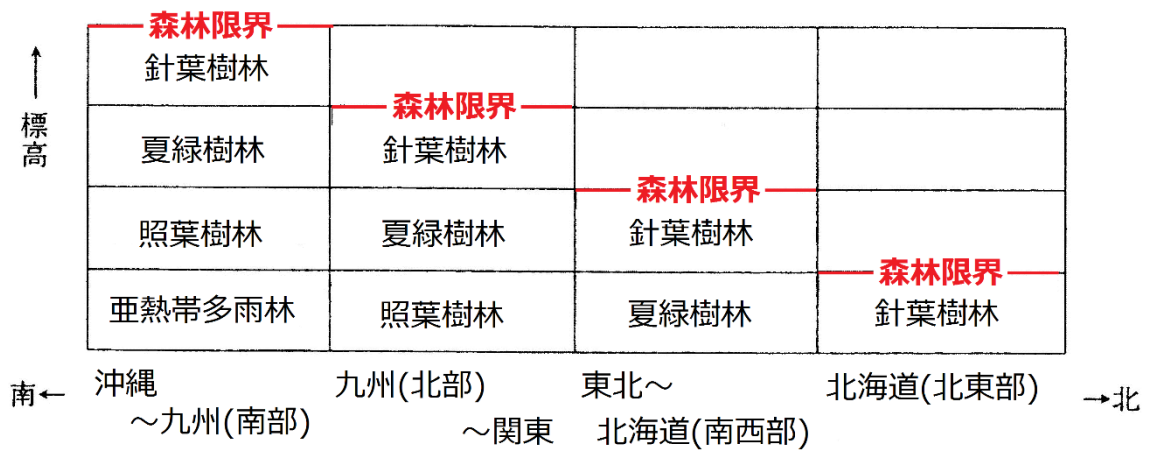 森林限界
針葉樹林
↑
標高
森林限界
夏緑樹林
針葉樹林
森林限界
照葉樹林
夏緑樹林
針葉樹林
森林限界
亜熱帯多雨林
照葉樹林
夏緑樹林
針葉樹林
南←
沖縄
～九州(南部)
九州(北部)
～関東
東北～
北海道(南西部)
北海道(北東部)
→北